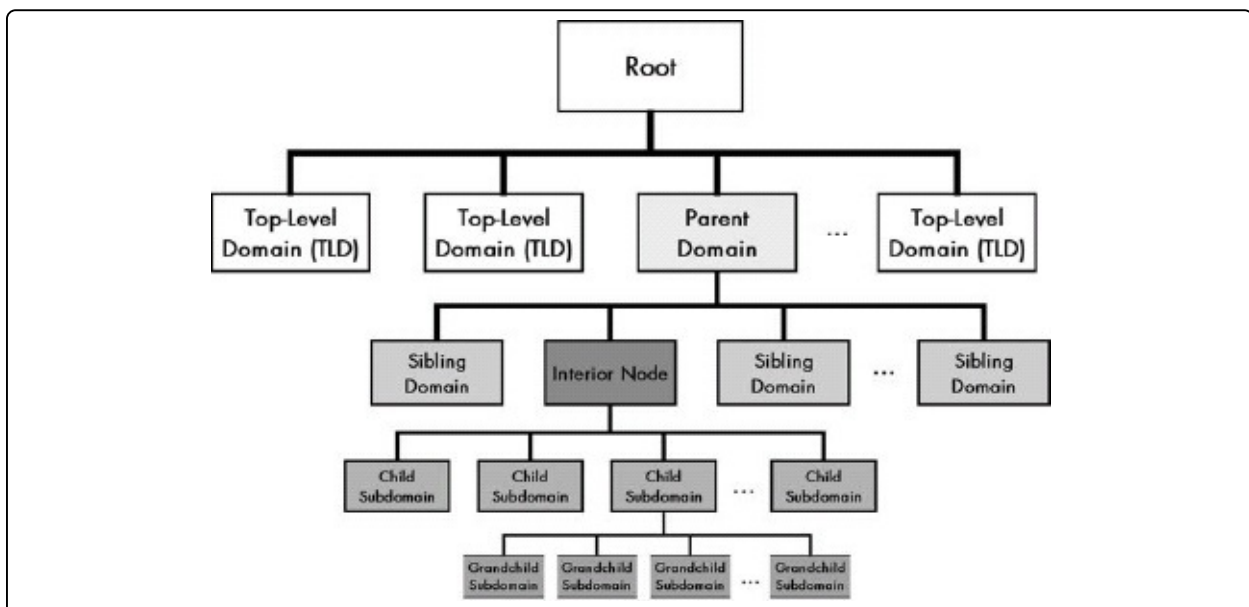 Root
Top-Level
Domain (TLD)
Top-Level
Domain (TLD)
Parent
Domain
...
Top-Level
Domain (TLD)
Sibling
Domain
Interior Node
Sibling
Domain
...
Sibling
Domain
Child
Subdomain
Child
Subdomain
Child
Subdomain
...
Child
Subdomain
Grandchild
Subdomain
Grandchild
Subdomain
Grandchild
Subdomain
...
Grandchild
Subdomain